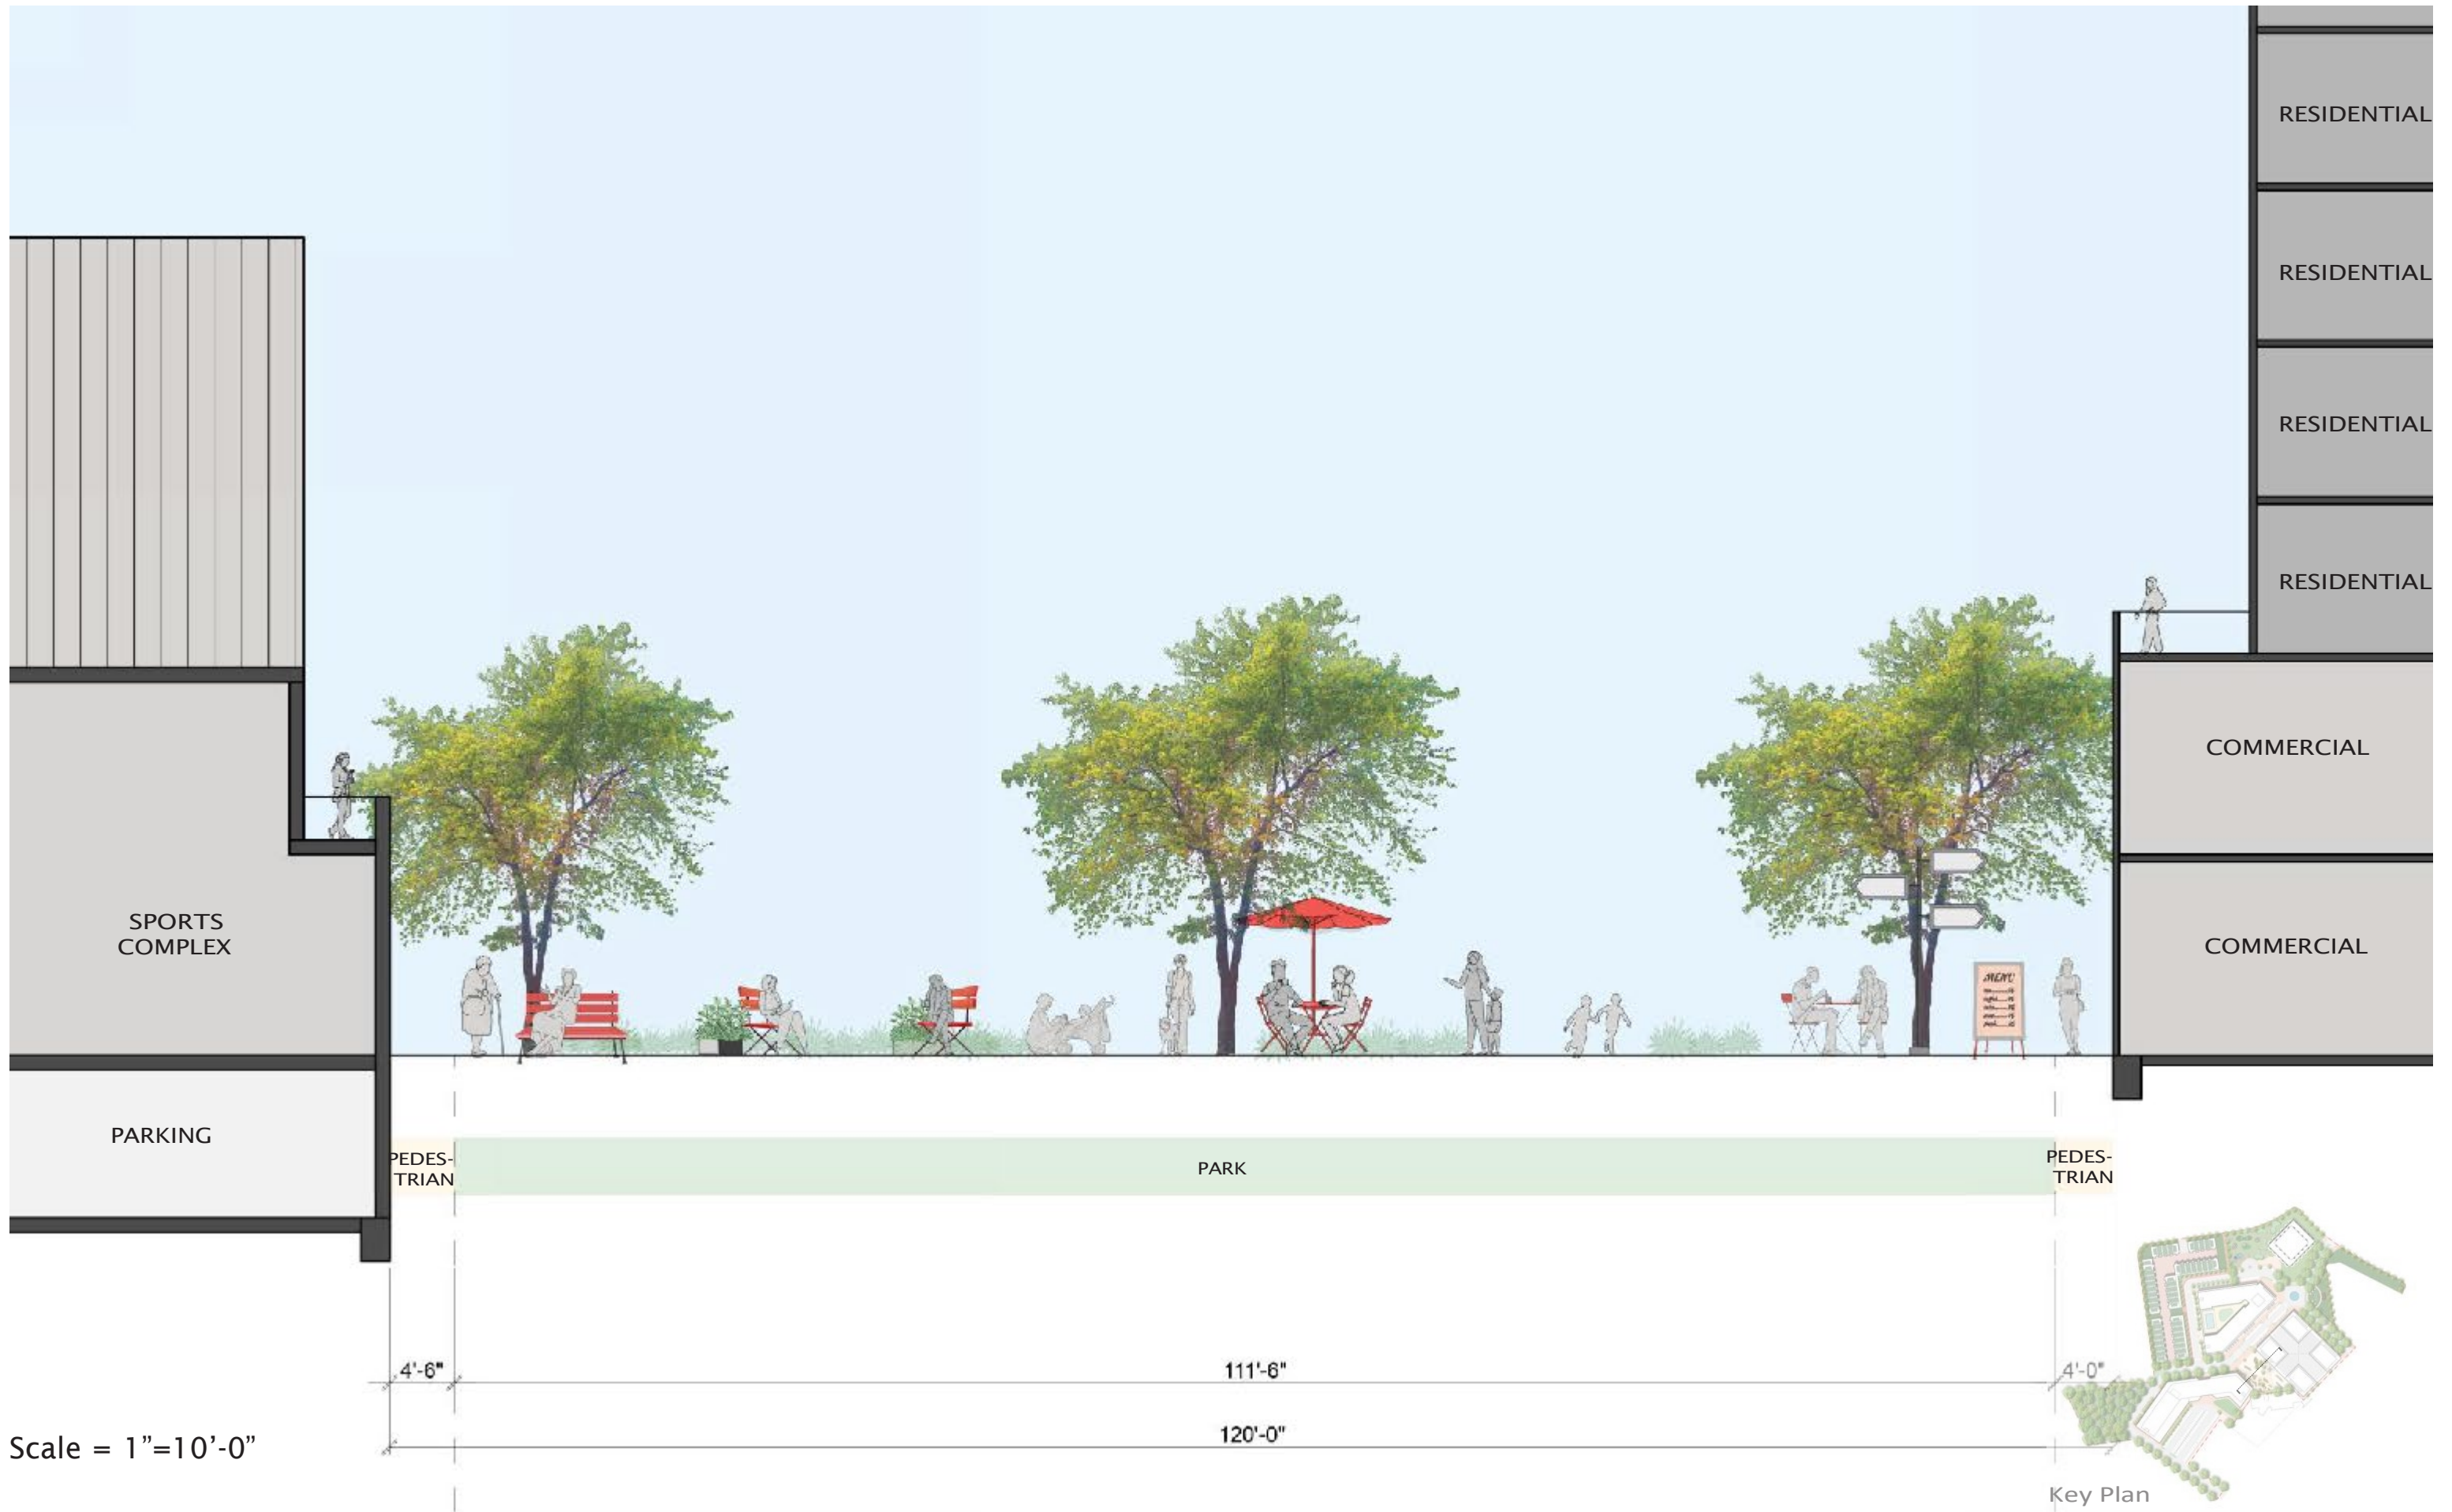 RESIDENTIAL
RESIDENTIAL
RESIDENTIAL
RESIDENTIAL
COMMERCIAL
SPORTS
COMPLEX
COMMERCIAL
MENU
PARKING
PEDES-
TRIAN
PARK
PEDES-
TRIAN
4'-6"
111'-6"
4'-0"
120'-0"
Scale = 1”=10’-0”
Key Plan